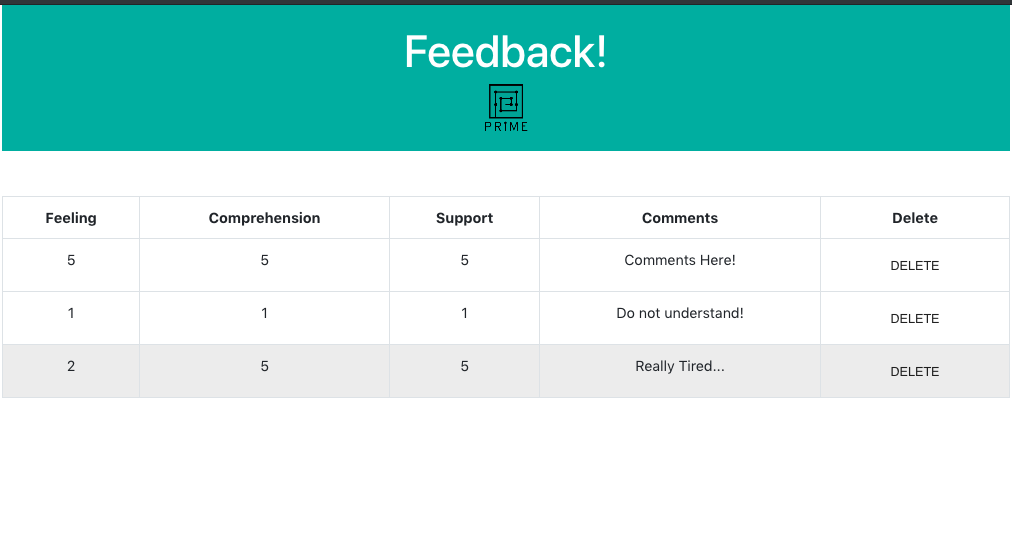 Feedback!
PRIME
Feeling Comprehension Support Comments Delete
5 5 5 Comments Here! DELETE
1 1 1 Do not understand! DELETE
2 5 5 Really Tired... DELETE